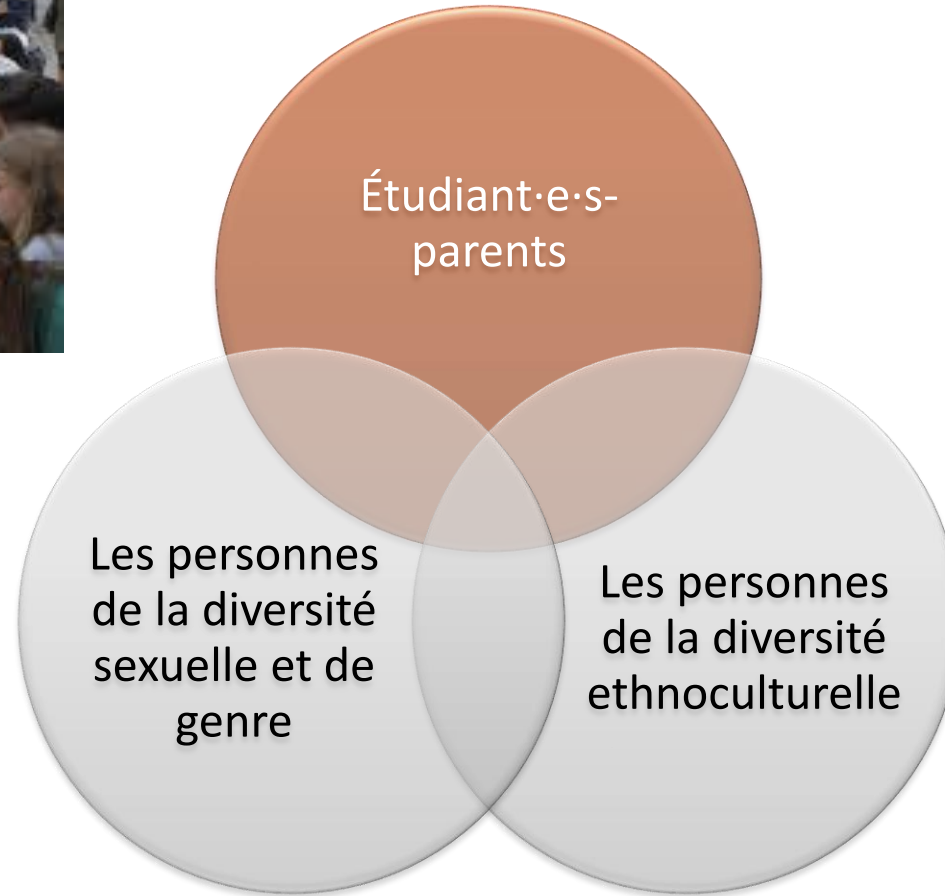 Étudiant·e·s-
parents
Les personnes
de la diversité
sexuelle et de
genre
Les personnes
de la diversité
ethnoculturelle